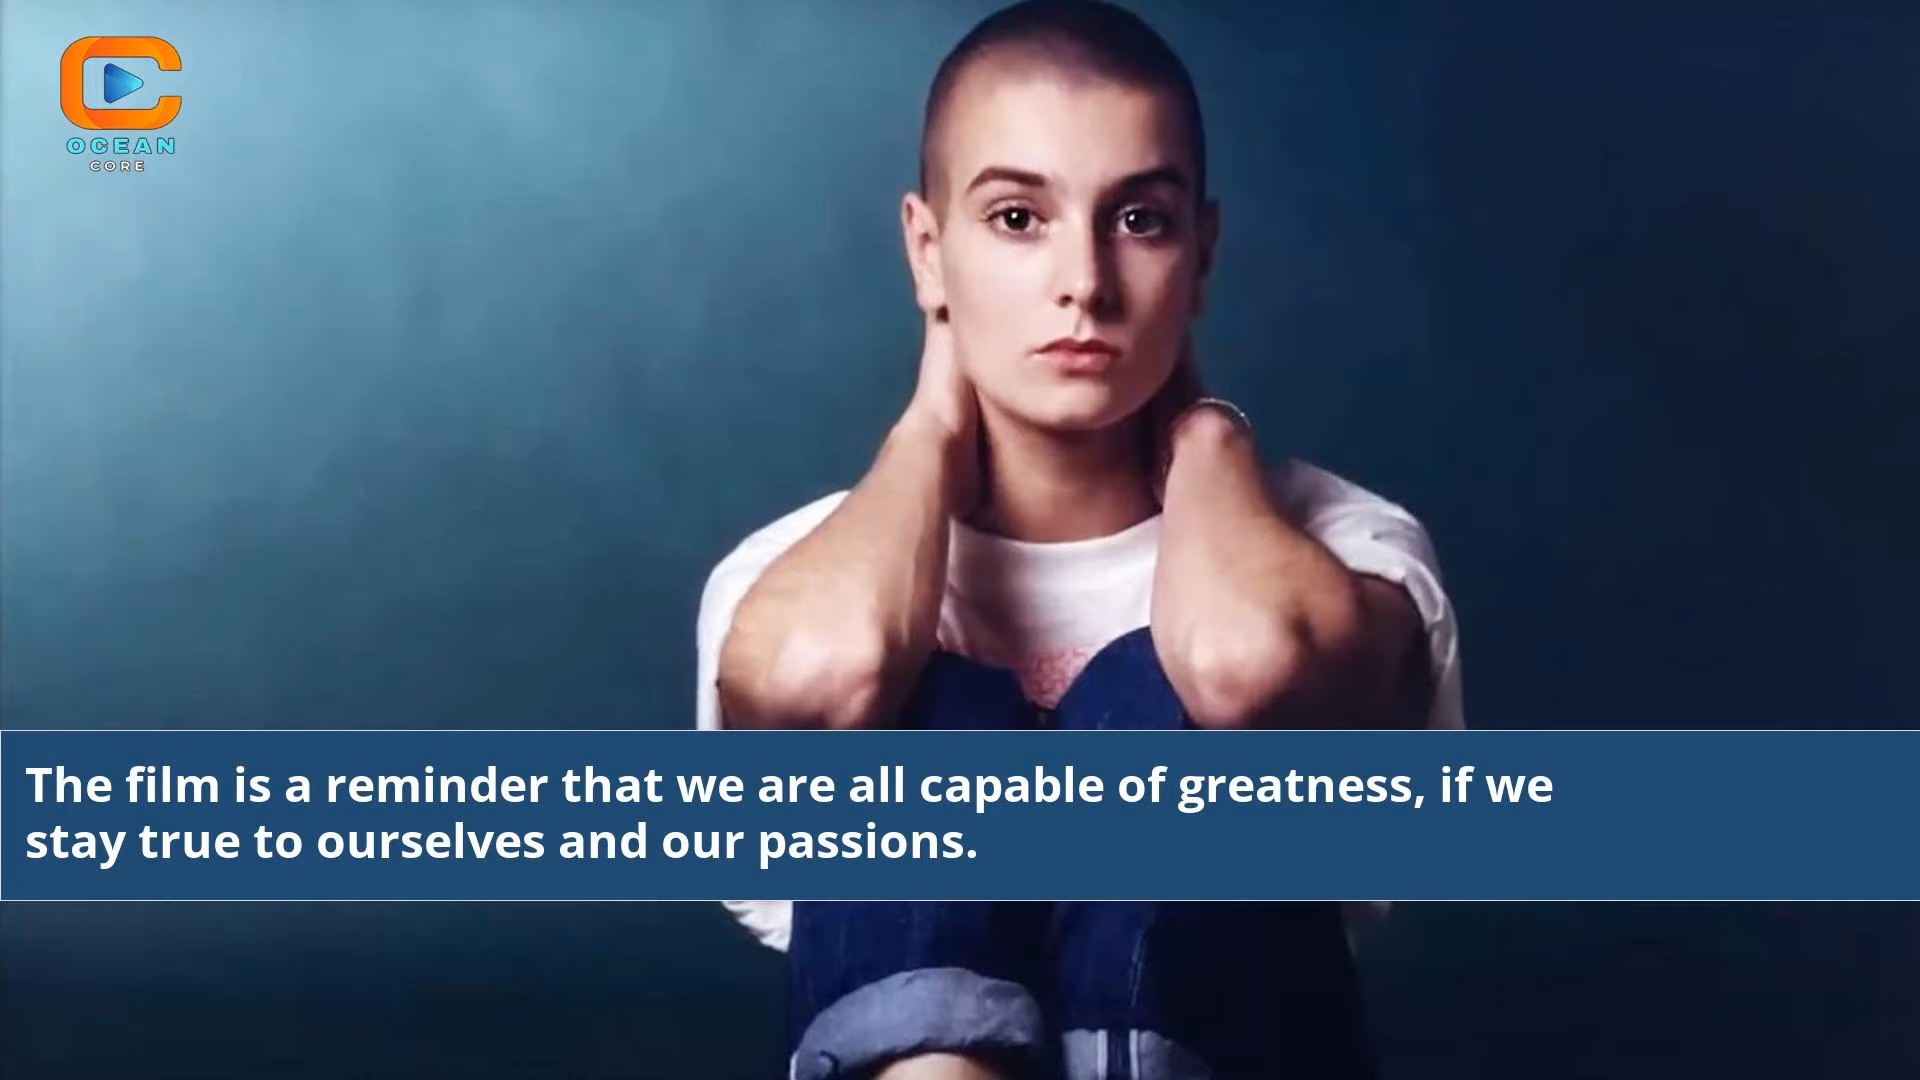 OCEAN
CORE
The film is a reminder that we are all capable of greatness, if we
stay true to ourselves and our passions.